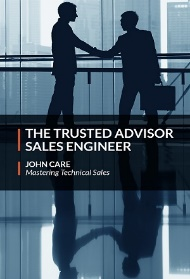 THE TRUSTED ADVISOR
SALES ENGINEER
JOHN CARE
Mastering Technical Sales